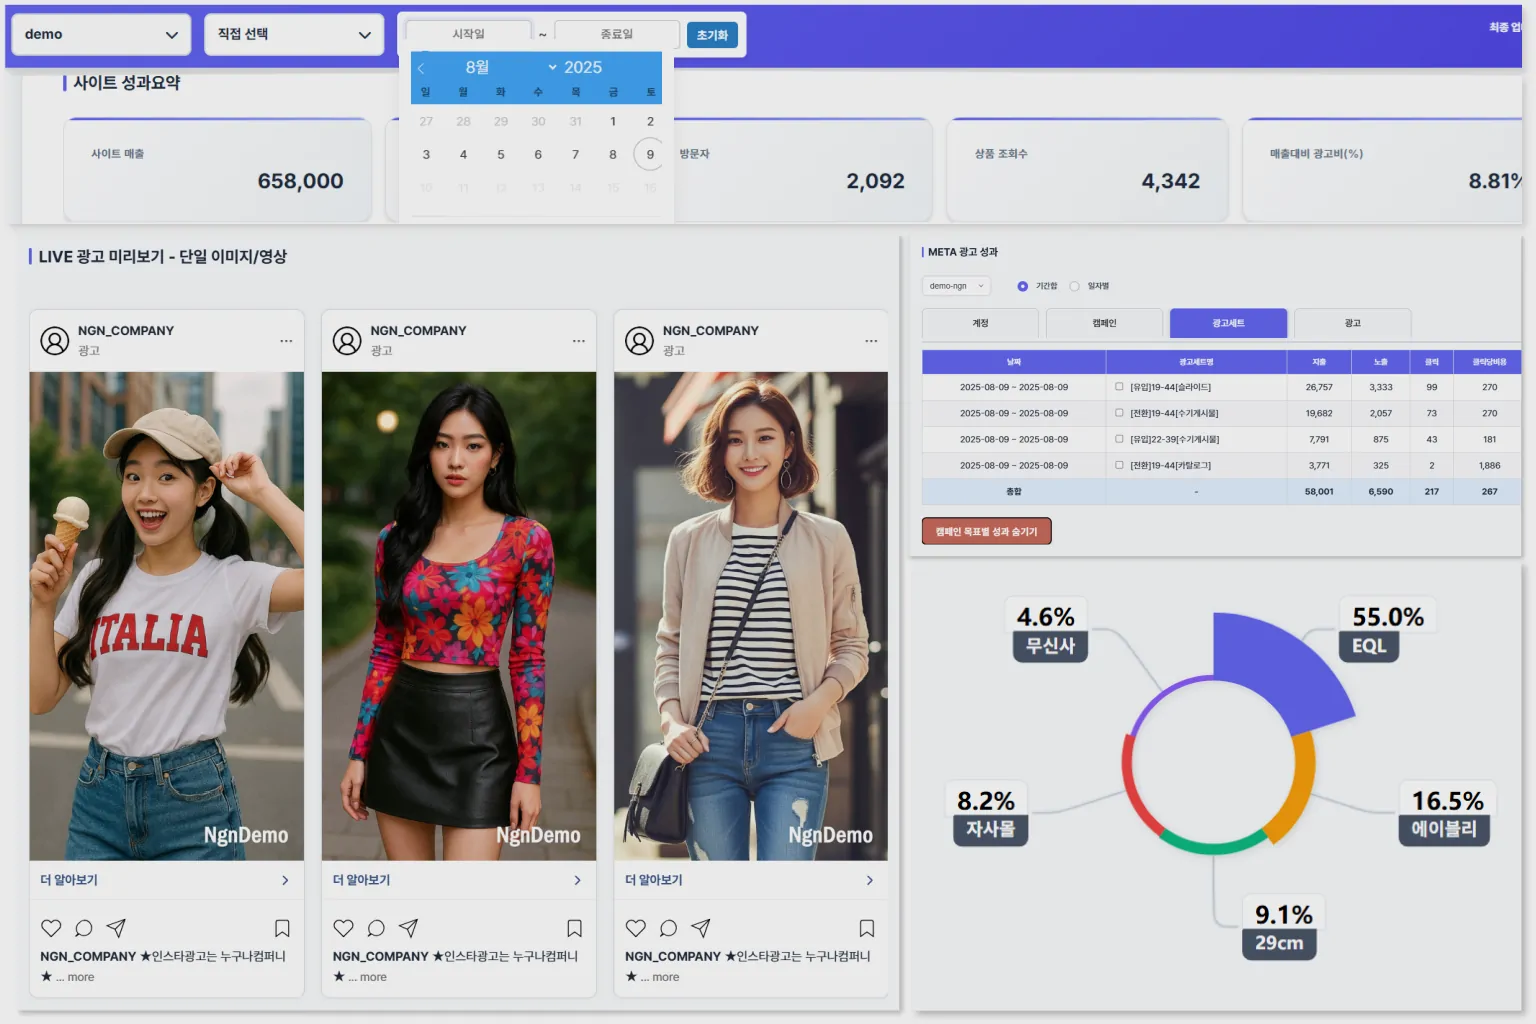 demo
직접 선택
시작일 ~ 종료일
초기화
최종 업
8월 2025
일 월 화 수 목 금 토
27 28 29 30 31 1 2
3 4 5 6 7 8 9
10 11 12 13 14 15 16
사이트 성과요약
사이트 매출
658,000
방문자
2,092
상품 조회수
4,342
매출대비 광고비(%)
8.81%
LIVE 광고 미리보기 - 단일 이미지/영상
NGN_COMPANY
광고
ITALIA
NgnDemo
더 알아보기
NGN_COMPANY ★인스타광고는 누구나컴퍼니
★ ... more
NGN_COMPANY
광고
NgnDemo
더 알아보기
NGN_COMPANY ★인스타광고는 누구나컴퍼니
★ ... more
NGN_COMPANY
광고
NgnDemo
더 알아보기
NGN_COMPANY ★인스타광고는 누구나컴퍼니
★ ... more
META 광고 성과
demo-ngn
기간합 일자별
계정 캠페인 광고세트 광고
날짜 광고세트명 지출 노출 클릭 클릭당비용
2025-08-09 ~ 2025-08-09 [유입]19-44[슬라이드] 26,757 3,333 99 270
2025-08-09 ~ 2025-08-09 [전환]19-44[수기게시물] 19,682 2,057 73 270
2025-08-09 ~ 2025-08-09 [유입]22-39[수기게시물] 7,791 875 43 181
2025-08-09 ~ 2025-08-09 [전환]19-44[카탈로그] 3,771 325 2 1,886
총합 - 58,001 6,590 217 267
캠페인 목표별 성과 숨기기
4.6%
무신사
55.0%
EQL
8.2%
자사몰
16.5%
에이블리
9.1%
29cm